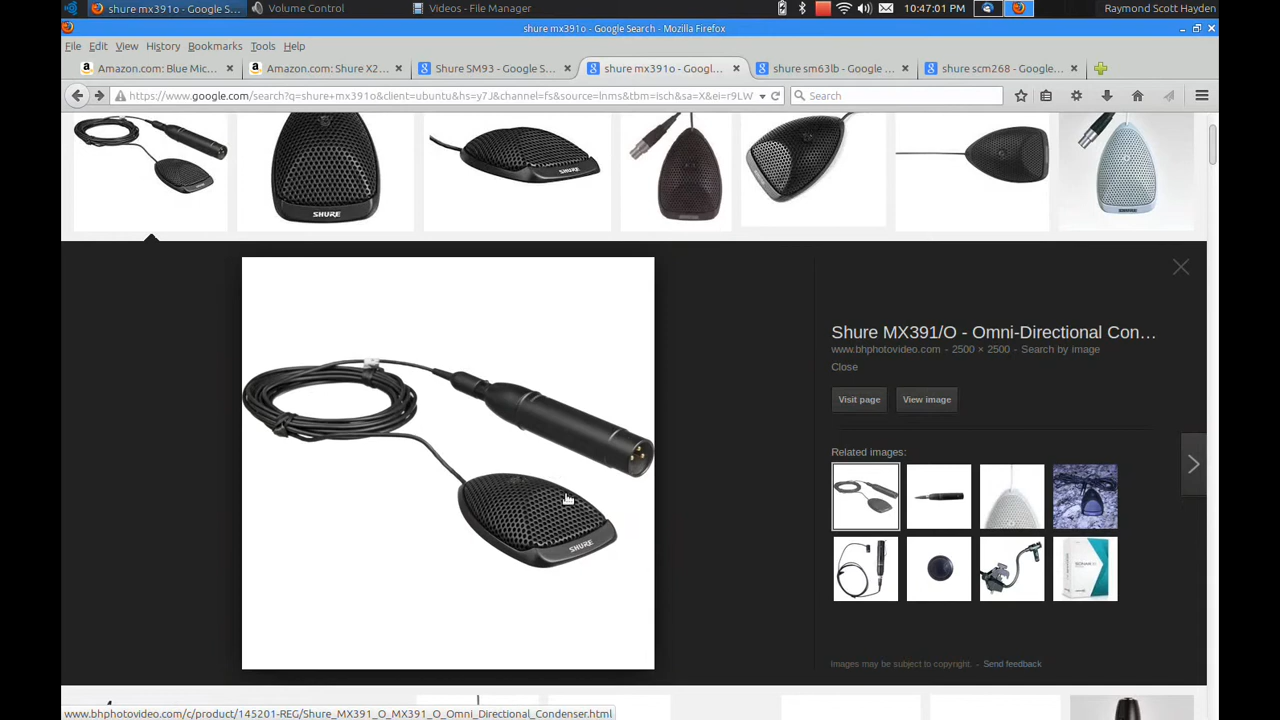 shure mx391o - Google S...
Volume Control
Videos - File Manager
10:47:01 PM
Raymond Scott Hayden
shure mx391o - Google Search - Mozilla Firefox
File Edit View History Bookmarks Tools Help
Amazon.com: Blue Mic...
Amazon.com: Shure X2...
Shure SM93 - Google S...
shure mx391o - Googl...
shure sm63lb - Google ...
shure scm268 - Google...
https://www.google.com/search?q=shure+mx391o&client=ubuntu&hs=y7J&channel=fs&source=lnms&tbm=isch&sa=X&ei=r9LW
Search
SHURE
SHURE
Shure MX391/O - Omni-Directional Con...
www.bhphotovideo.com - 2500 × 2500 - Search by image
Close
Visit page
View image
Related images:
SHURE
Images may be subject to copyright. - Send feedback
www.bhphotovideo.com/c/product/145201-REG/Shure_MX391_O_MX391_O_Omni_Directional_Condenser.html